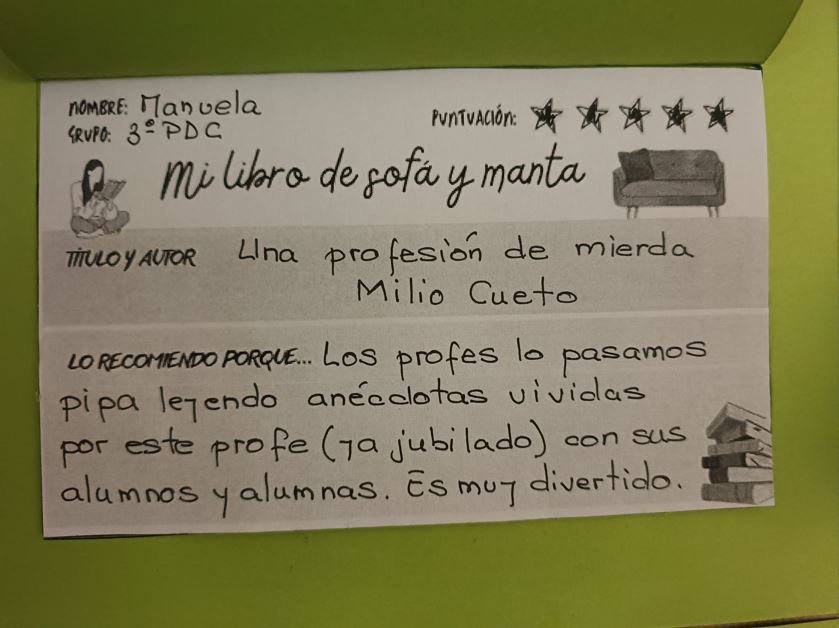 NOMBRE: Manuela
GRUPO: 3º PDC
PUNTUACIÓN:
Mi libro de sofá y manta
TÍTULO Y AUTOR Una profesión de mierda
Milio Cueto
LO RECOMIENDO PORQUE... Los profes lo pasamos
pipa leyendo anécdotas vividas
por este profe (ya jubilado) con sus
alumnos y alumnas. Es muy divertido.